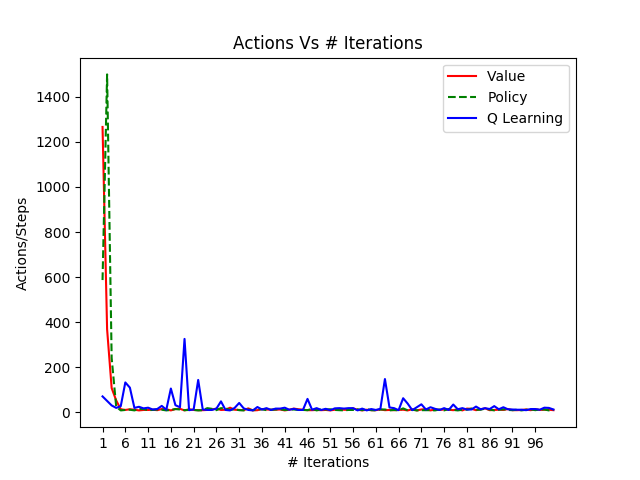 Actions Vs # Iterations
Value
Policy
Q Learning
Actions/Steps
1400
1200
1000
800
600
400
200
0
1 6 11 16 21 26 31 36 41 46 51 56 61 66 71 76 81 86 91 96
# Iterations